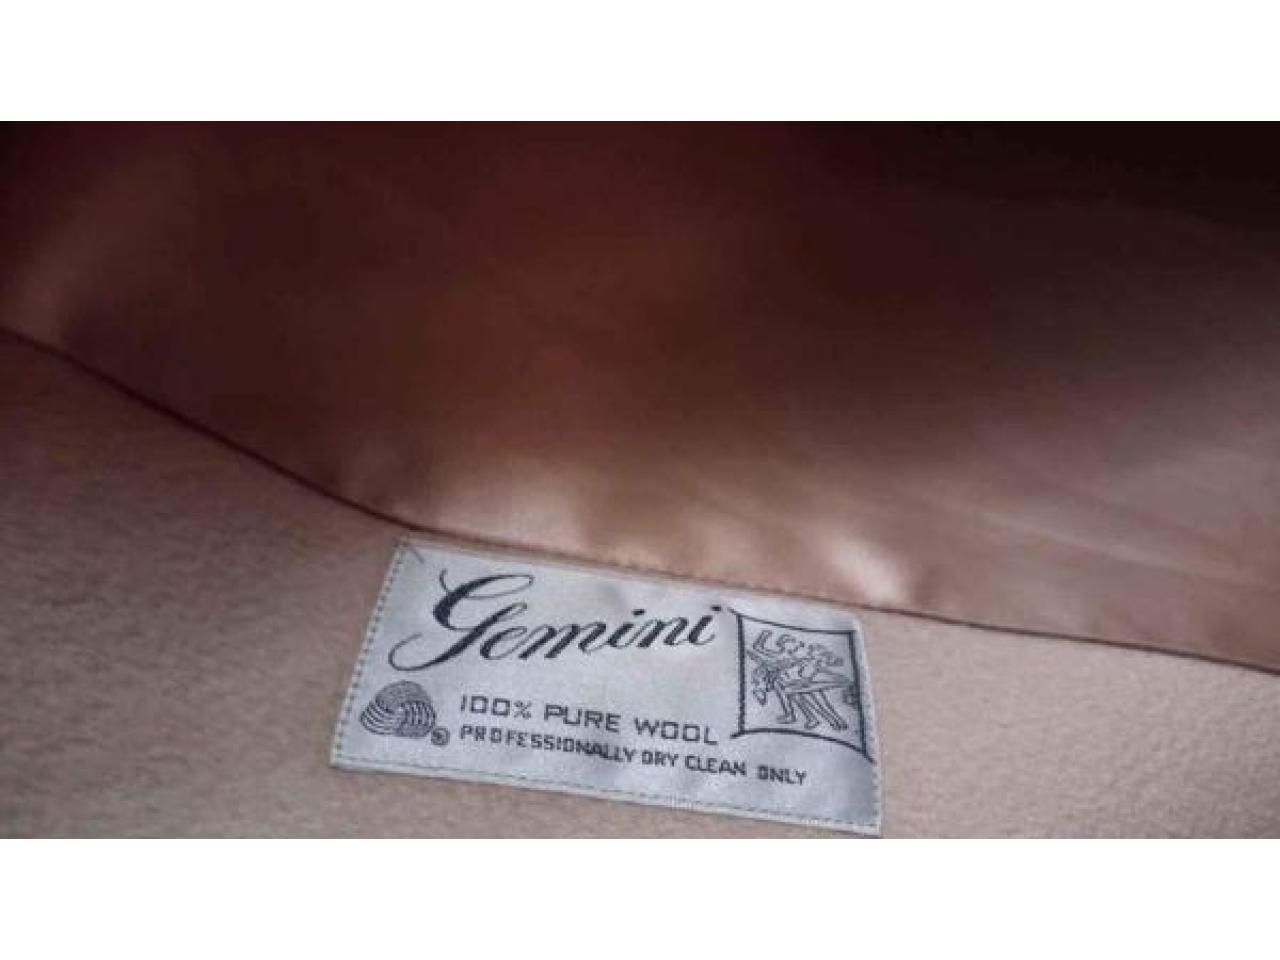 Gemini
100% PURE WOOL
PROFESSIONALLY DRY CLEAN ONLY